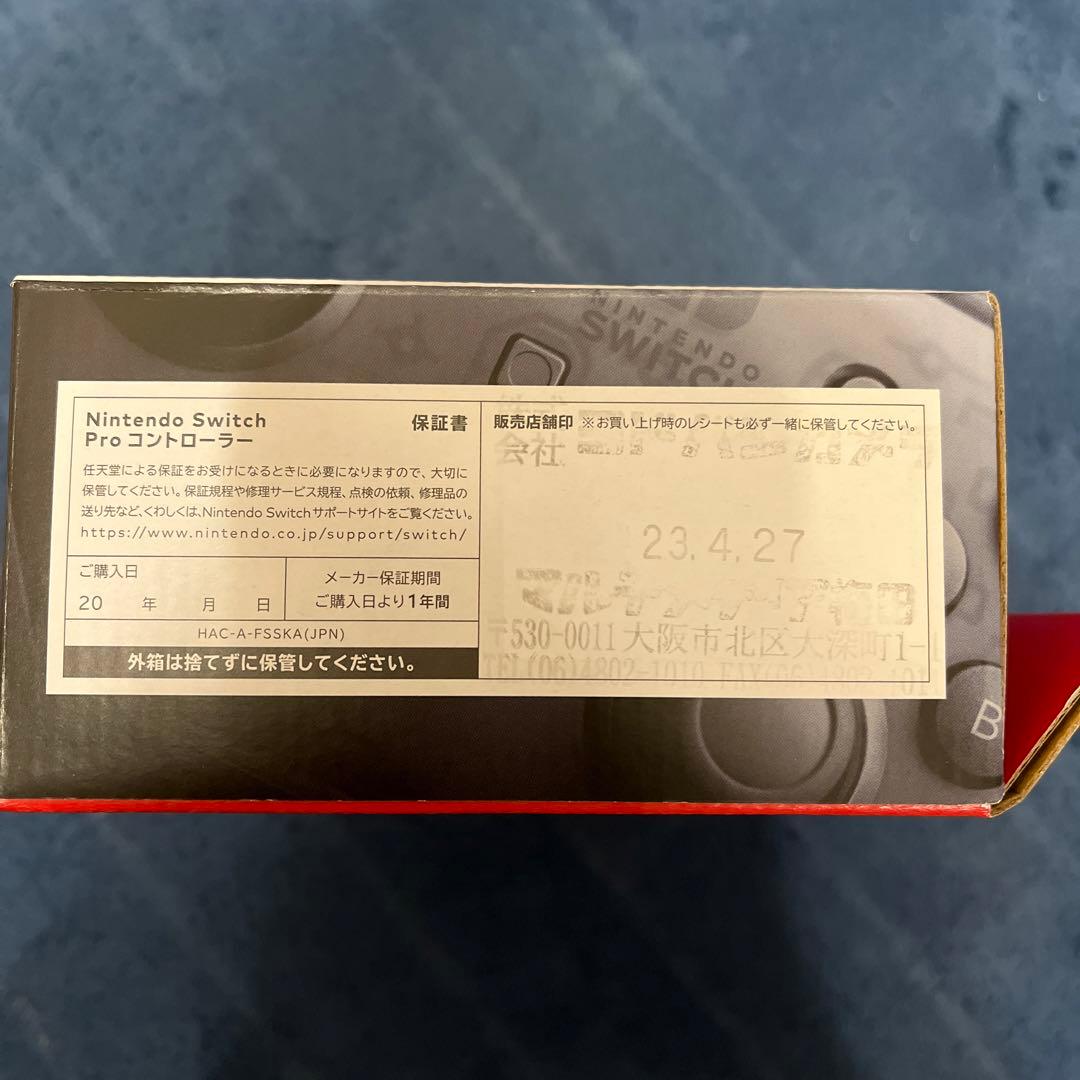 NINTENDO
SWITCH
Nintendo Switch
Pro コントローラー
保証書
任天堂による保証をお受けになるときに必要になりますので、大切に
保管してください。保証規程や修理サービス規程、点検の依頼、修理品の
送り先など、くわしくは、Nintendo Switchサポートサイトをご覧ください。
https://www.nintendo.co.jp/support/switch/
ご購入日
20 年 月 日
メーカー保証期間
ご購入日より1年間
HAC-A-FSSKA(JPN)
外箱は捨てずに保管してください。
販売店舗印 ※お買い上げ時のレシートも必ず一緒に保管してください。
株式
会社
23.4.27
〒530-0011 大阪市北区大深町1-
TEL(06)4802-1010
B